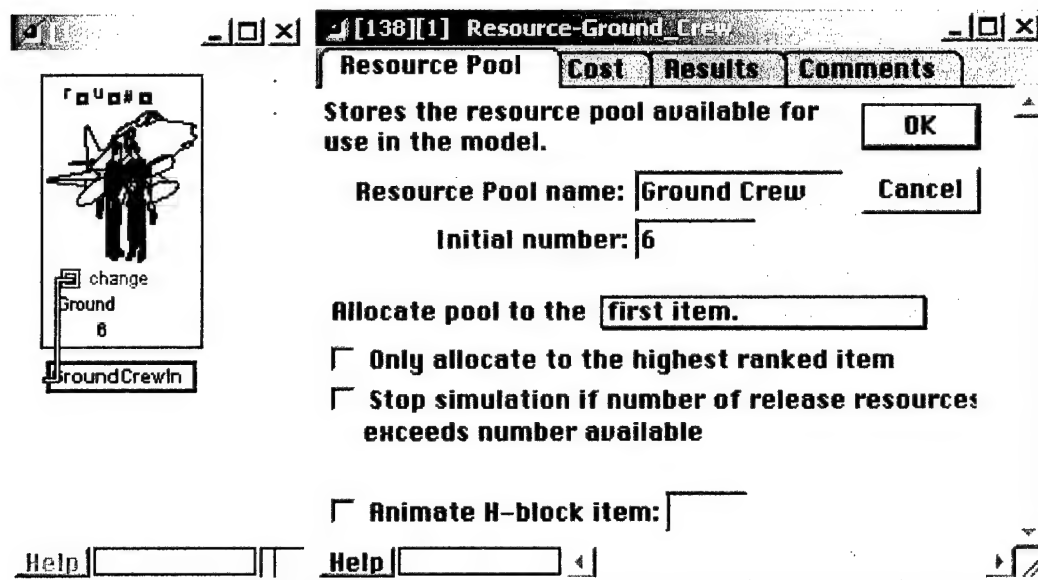 change
Ground
6
GroundCrewIn
Help
[138][1] Resource-Ground_Crew
Resource Pool
Cost
Results
Comments
Stores the resource pool available for
use in the model.
OK
Cancel
Resource Pool name: Ground Crew
Initial number: 6
Allocate pool to the first item.
Only allocate to the highest ranked item
Stop simulation if number of release resources
exceeds number available
Animate H-block item:
Help